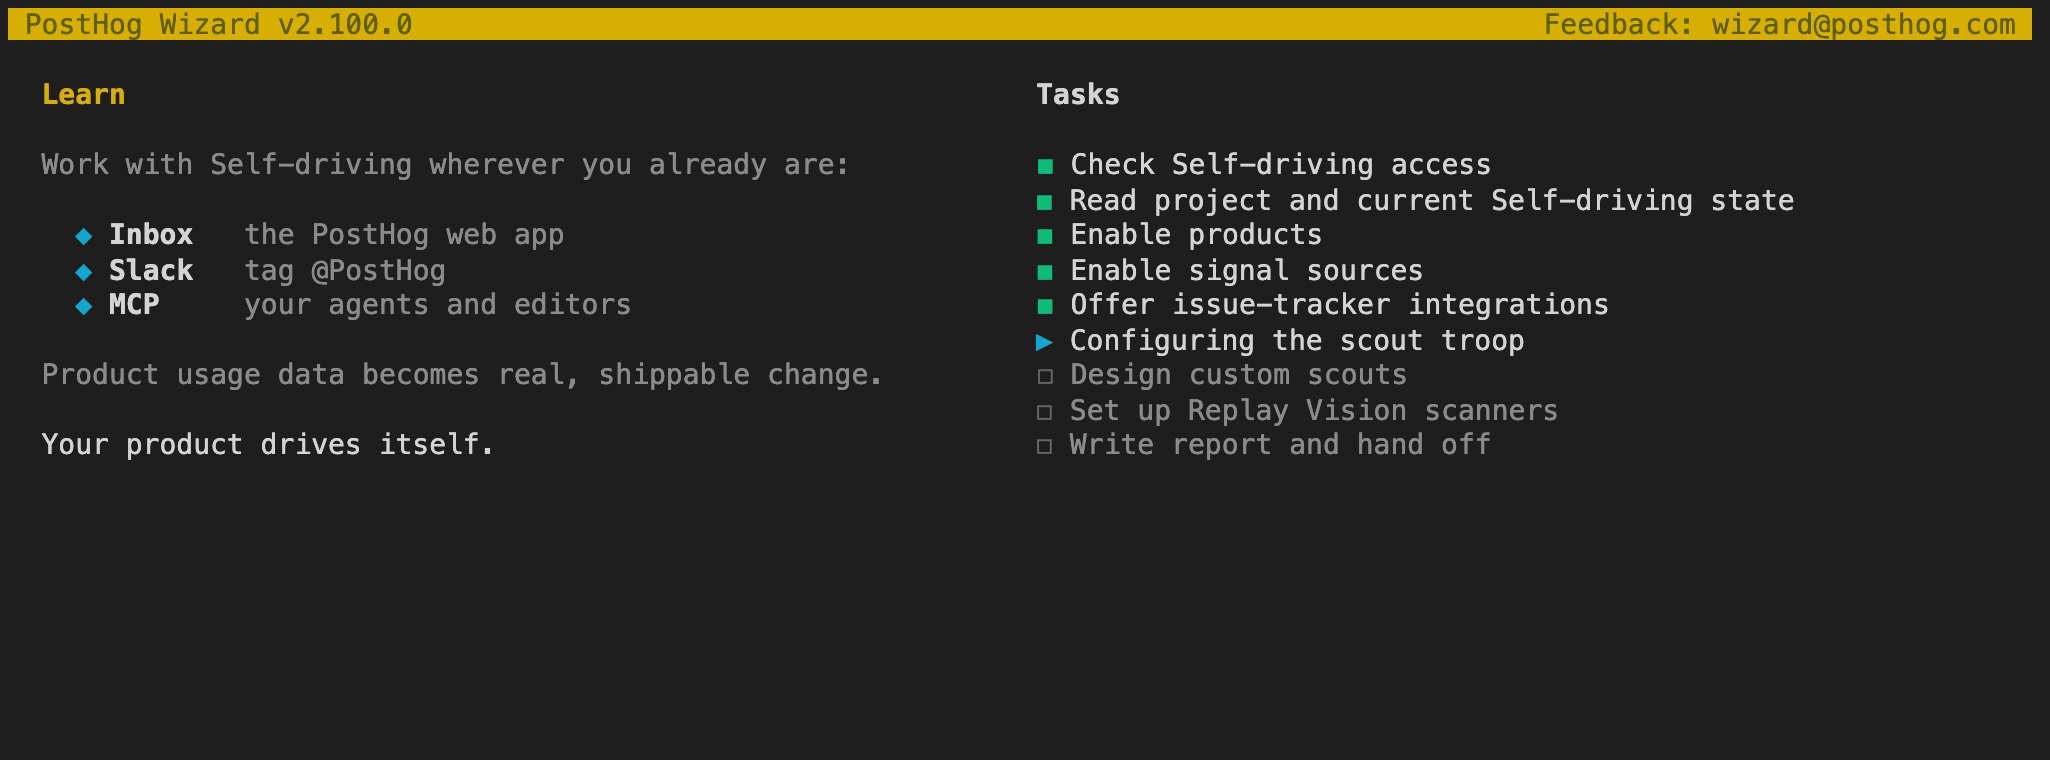 PostHog Wizard v2.100.0 Feedback: wizard@posthog.com
Learn
Work with Self-driving wherever you already are:
◆ Inbox the PostHog web app
◆ Slack tag @PostHog
◆ MCP your agents and editors
Product usage data becomes real, shippable change.
Your product drives itself.
Tasks
■ Check Self-driving access
■ Read project and current Self-driving state
■ Enable products
■ Enable signal sources
■ Offer issue-tracker integrations
▶ Configuring the scout troop
□ Design custom scouts
□ Set up Replay Vision scanners
□ Write report and hand off